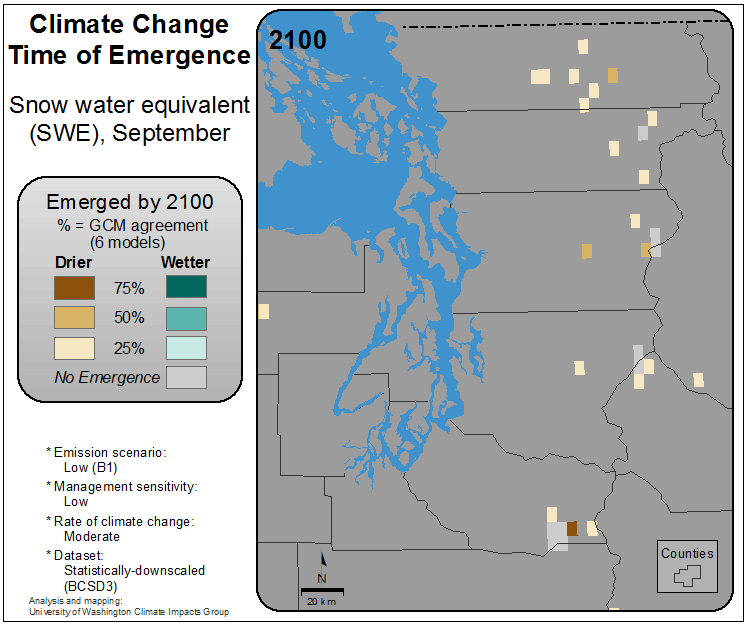 Climate Change
Time of Emergence
Snow water equivalent
(SWE), September
Emerged by 2100
% = GCM agreement
(6 models)
Drier Wetter
75%
50%
25%
No Emergence
* Emission scenario:
Low (B1)
* Management sensitivity:
Low
* Rate of climate change:
Moderate
* Dataset:
Statistically-downscaled
(BCSD3)
Analysis and mapping:
University of Washington Climate Impacts Group
2100
N
20 km
Counties